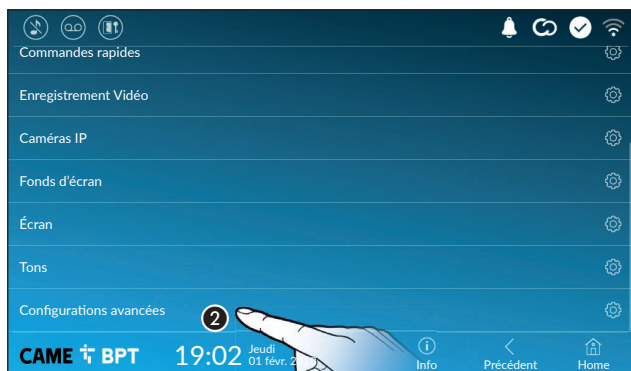 Commandes rapides
Enregistrement Vidéo
Caméras IP
Fonds d'écran
Écran
Tons
Configurations avancées
2
CAME BPT
19:02
Jeudi
01 févr. 2
Info
Précédent
Home